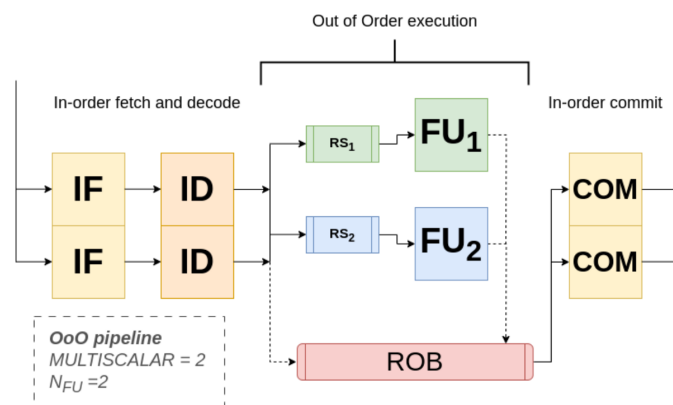 Out of Order execution
In-order fetch and decode
In-order commit
RS1
FU1
IF
ID
COM
RS2
FU2
IF
ID
COM
OoO pipeline
MULTISCALAR = 2
NFU =2
ROB